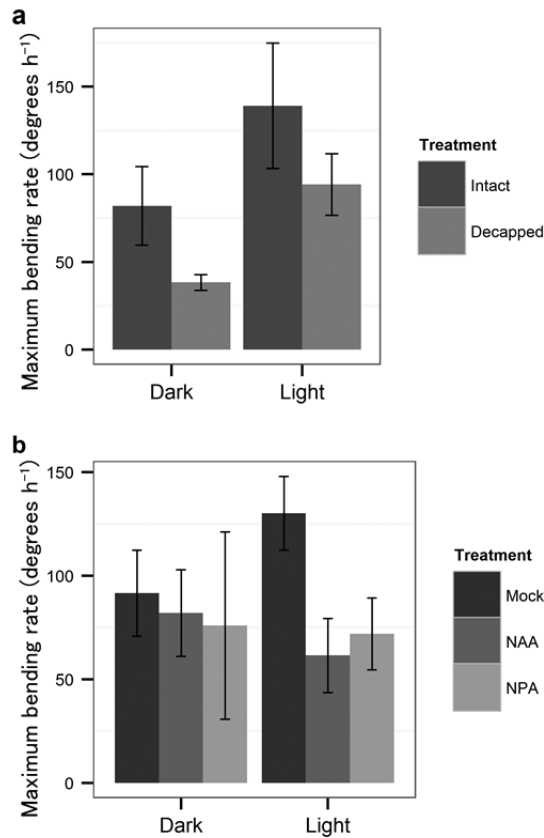 a
Maximum bending rate (degrees h⁻¹)
150
100
50
0
Dark Light
Treatment
Intact
Decapped
b
Maximum bending rate (degrees h⁻¹)
150
100
50
0
Dark Light
Treatment
Mock
NAA
NPA